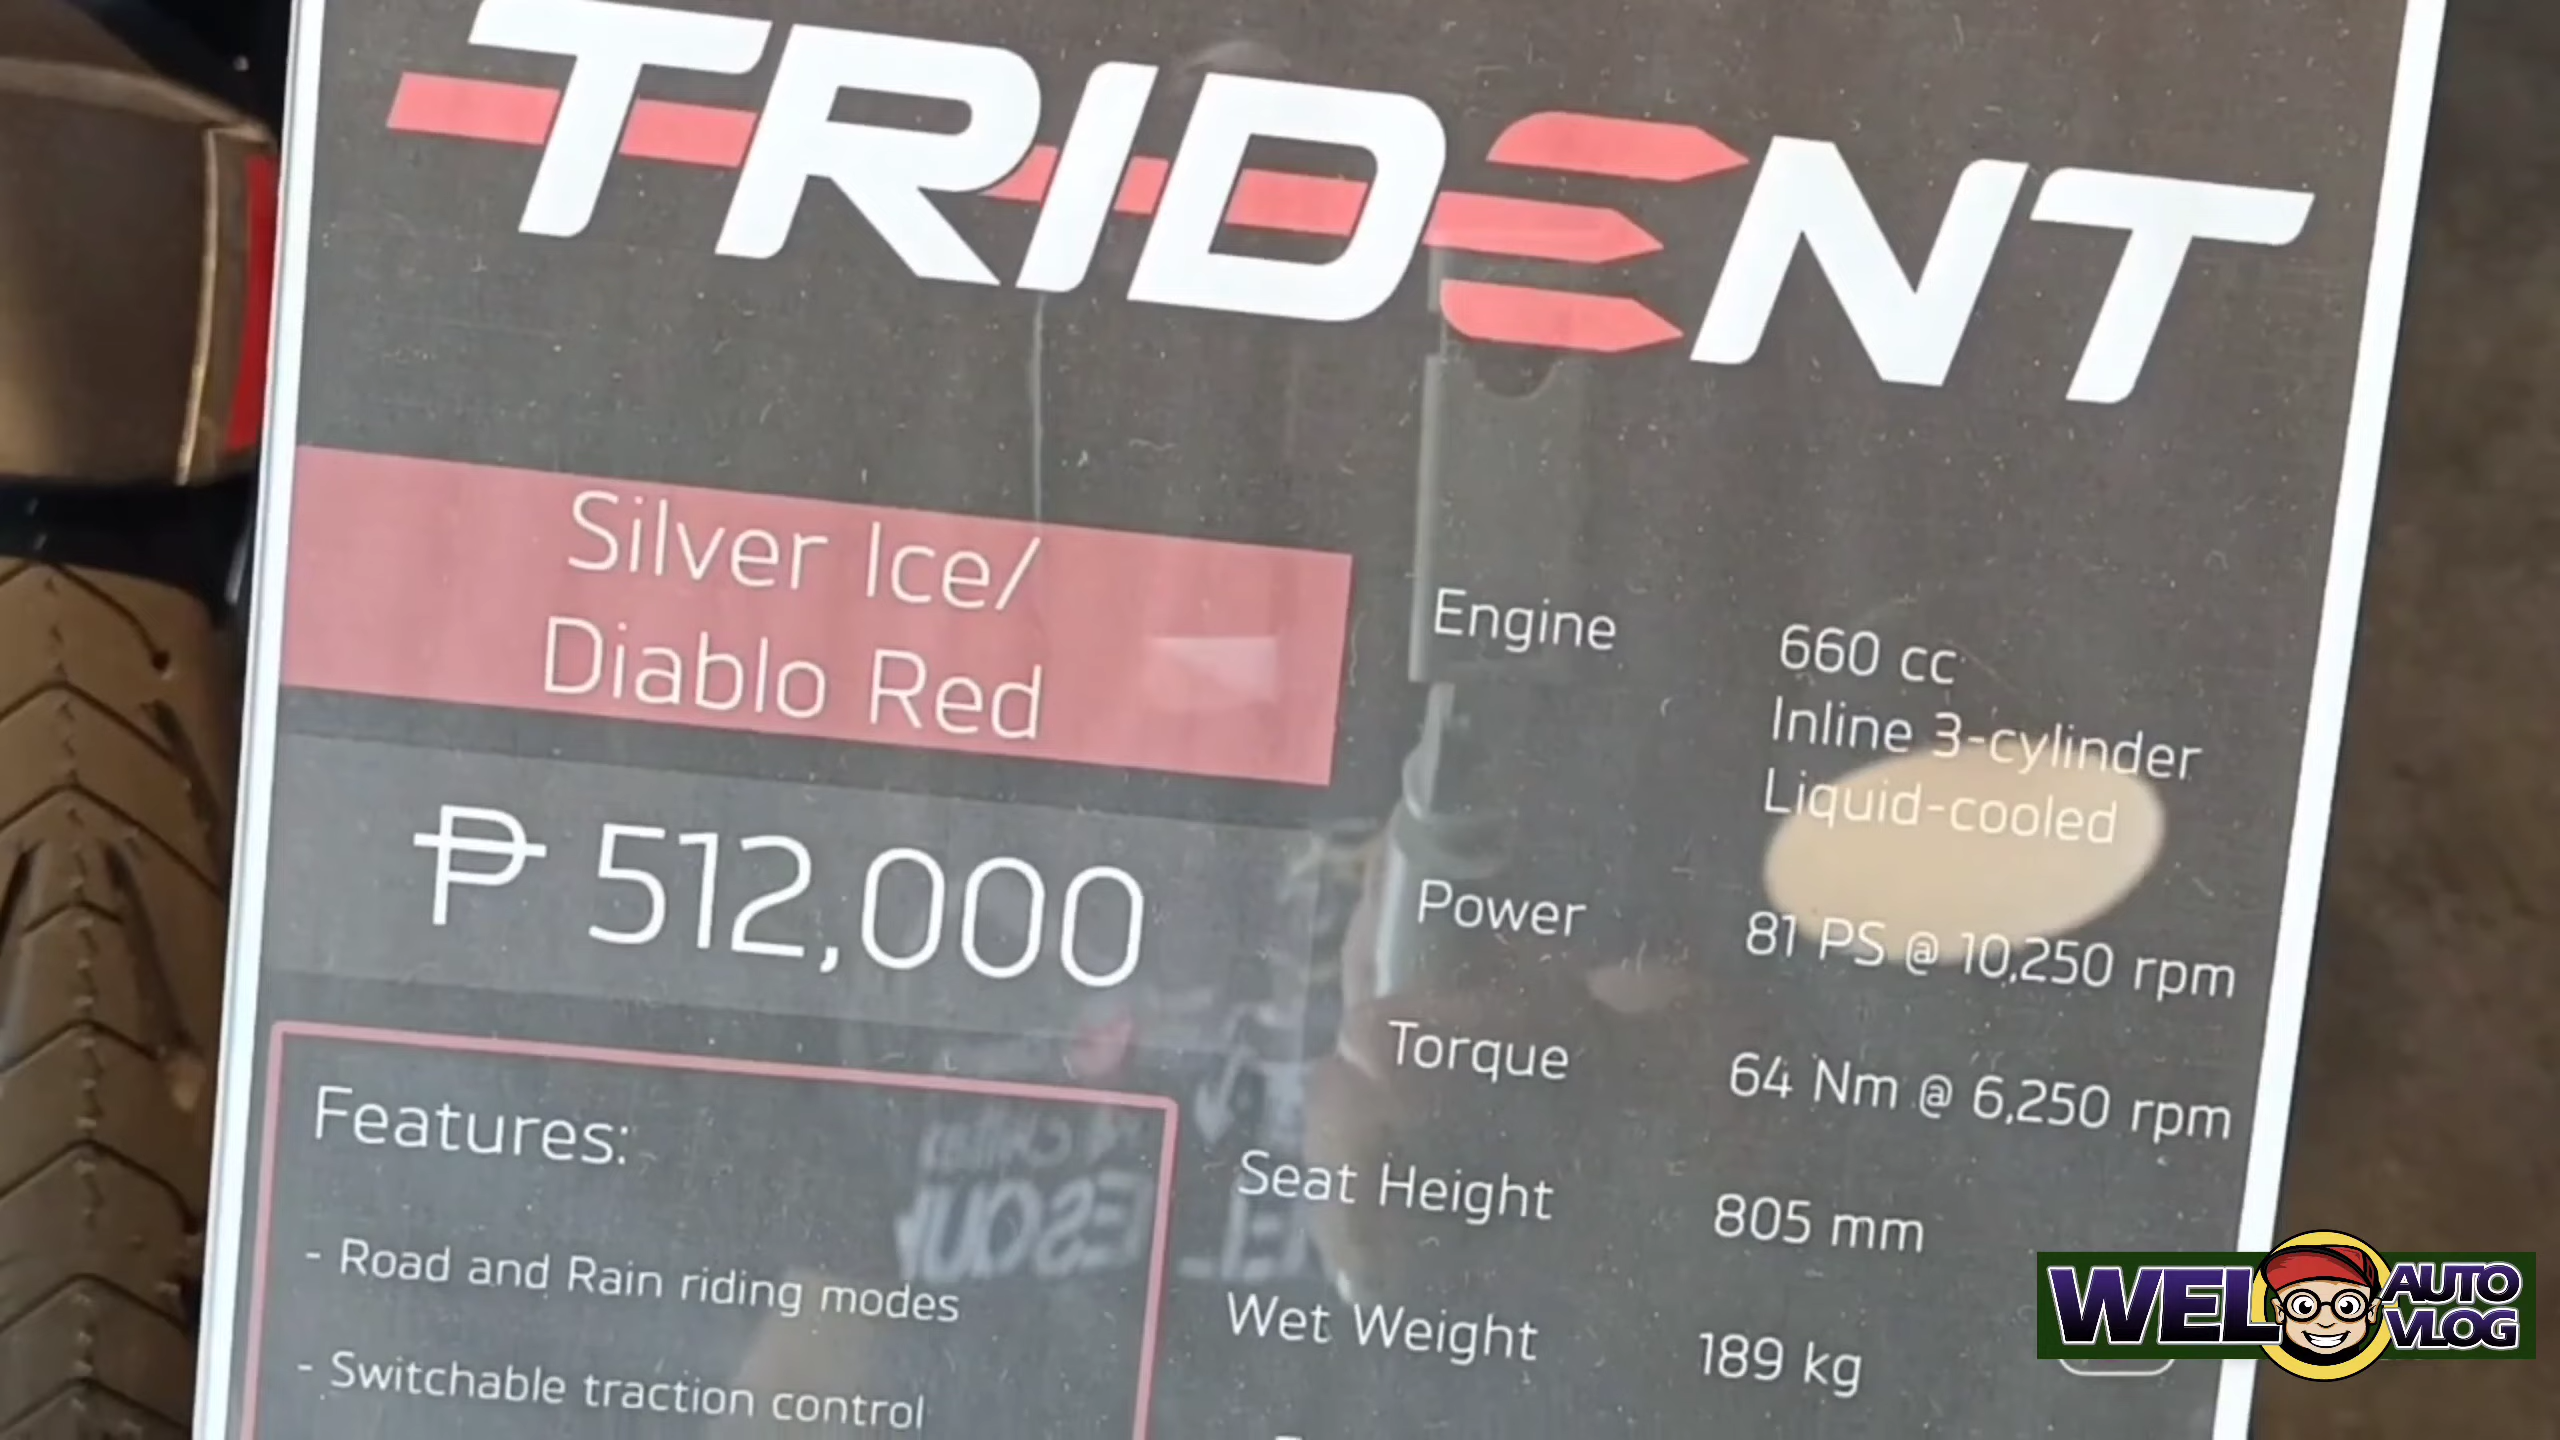 TRIDENT
Silver Ice/
Diablo Red
₱ 512,000
Features:
- Road and Rain riding modes
- Switchable traction control
Engine 660 cc
Inline 3-cylinder
Liquid-cooled
Power 81 PS @ 10,250 rpm
Torque 64 Nm @ 6,250 rpm
Seat Height 805 mm
Wet Weight 189 kg
WEL AUTO
VLOG